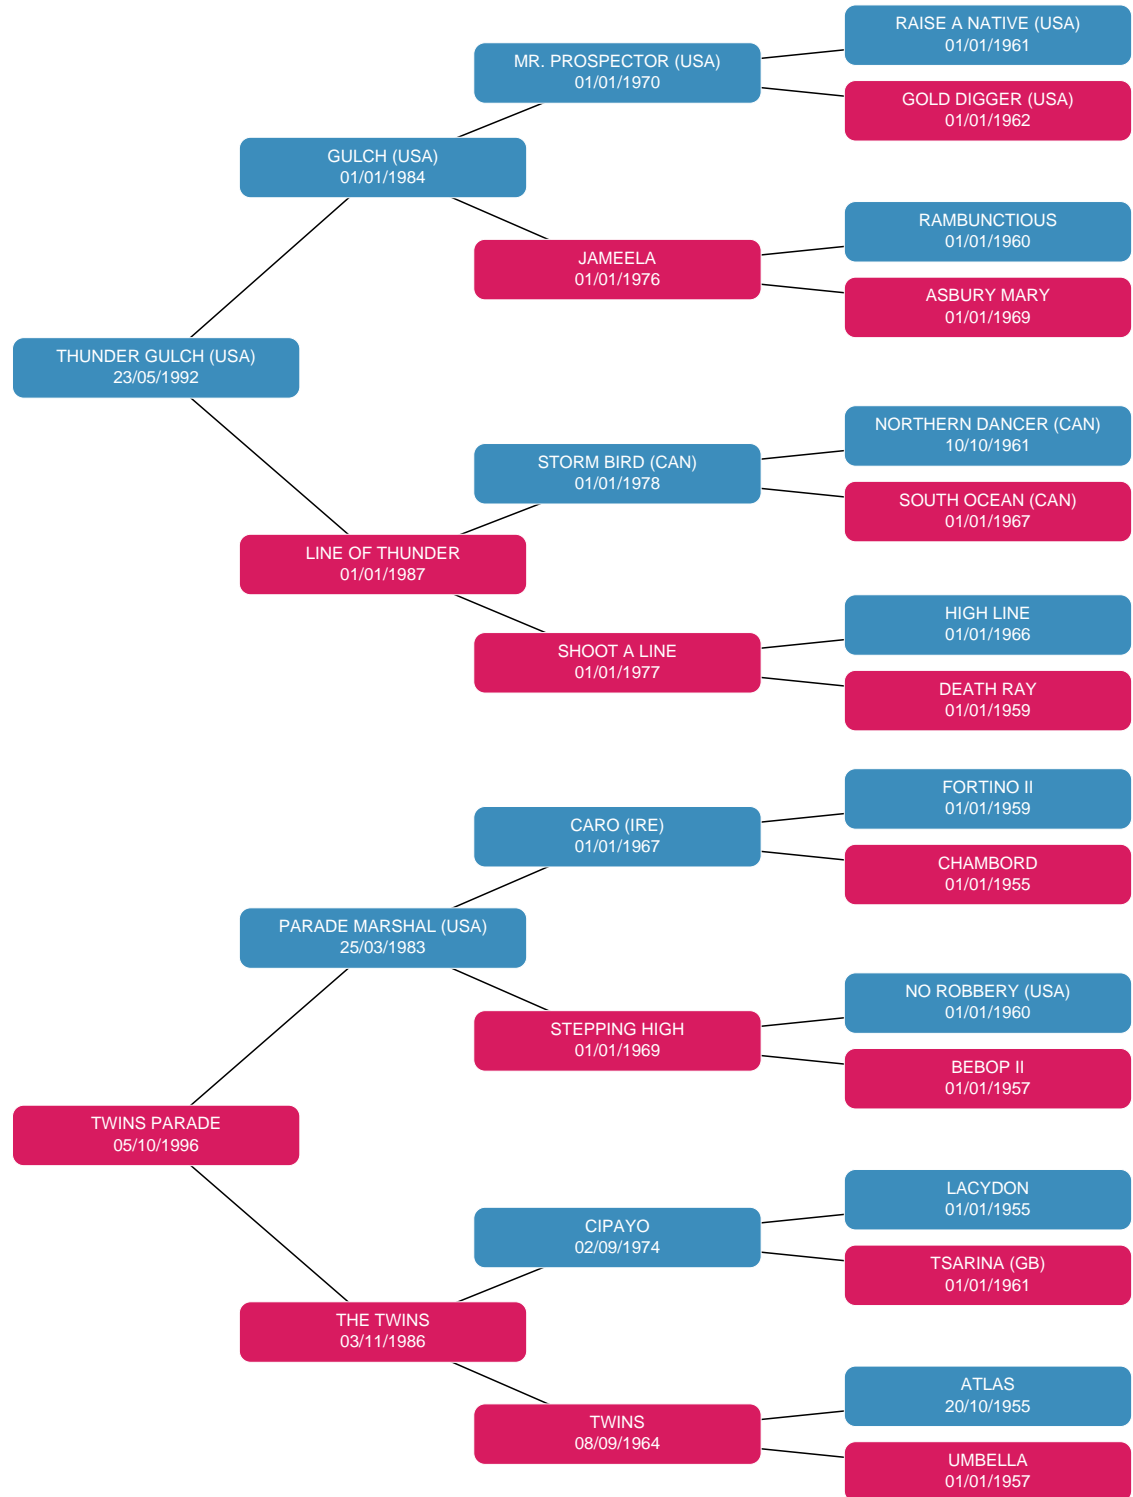 RAISE A NATIVE (USA)
01/01/1961
MR. PROSPECTOR (USA)
01/01/1970
GOLD DIGGER (USA)
01/01/1962
GULCH (USA)
01/01/1984
RAMBUNCTIOUS
01/01/1960
JAMEELA
01/01/1976
ASBURY MARY
01/01/1969
THUNDER GULCH (USA)
23/05/1992
NORTHERN DANCER (CAN)
10/10/1961
STORM BIRD (CAN)
01/01/1978
SOUTH OCEAN (CAN)
01/01/1967
LINE OF THUNDER
01/01/1987
HIGH LINE
01/01/1966
SHOOT A LINE
01/01/1977
DEATH RAY
01/01/1959
FORTINO II
01/01/1959
CARO (IRE)
01/01/1967
CHAMBORD
01/01/1955
PARADE MARSHAL (USA)
25/03/1983
NO ROBBERY (USA)
01/01/1960
STEPPING HIGH
01/01/1969
BEBOP II
01/01/1957
TWINS PARADE
05/10/1996
LACYDON
01/01/1955
CIPAYO
02/09/1974
TSARINA (GB)
01/01/1961
THE TWINS
03/11/1986
ATLAS
20/10/1955
TWINS
08/09/1964
UMBELLA
01/01/1957